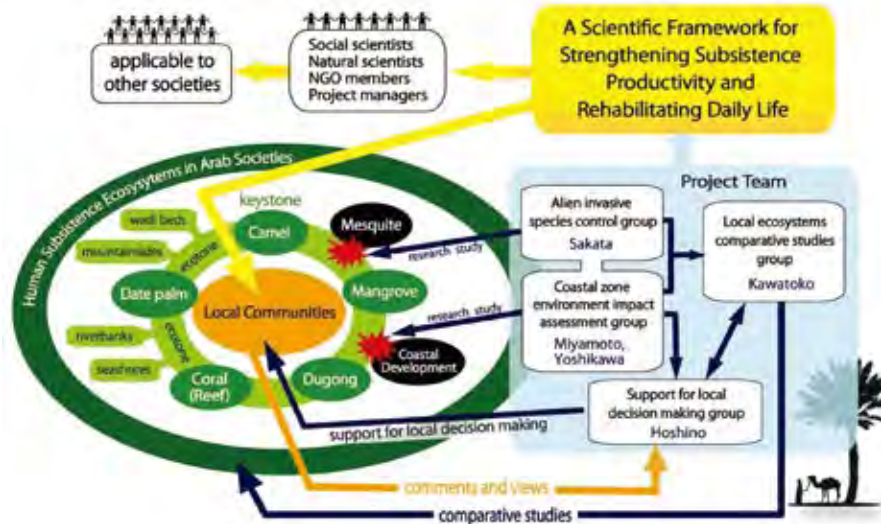 applicable to
other societies
Social scientists
Natural scientists
NGO members
Project managers
A Scientific Framework for
Strengthening Subsistence
Productivity and
Rehabilitating Daily Life
Human Subsistence Ecosytems in Arab Societies
keystone
wadi beds
mountainsides
ecotone
Camel
Mesquite
research study
Date palm
Local Communities
Mangrove
ecotone
riverbanks
seashores
Coral
(Reef)
Dugong
Coastal
Development
research study
support for local decision making
comments and views
comparative studies
Project Team
Alien invasive
species control group
Sakata
Coastal zone
environment impact
assessment group
Miyamoto,
Yoshikawa
Local ecosystems
comparative studies
group
Kawatoko
Support for local
decision making group
Hoshino